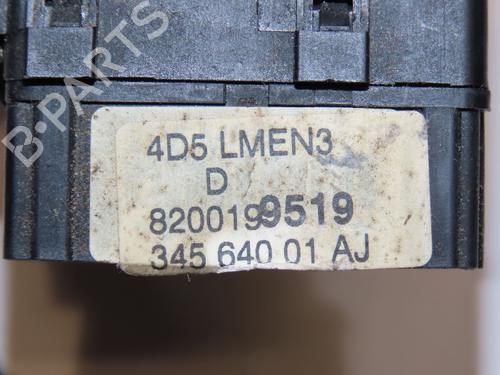 B-PARTS
4D5 LMEN3
D
8200199519
345 640 01 AJ